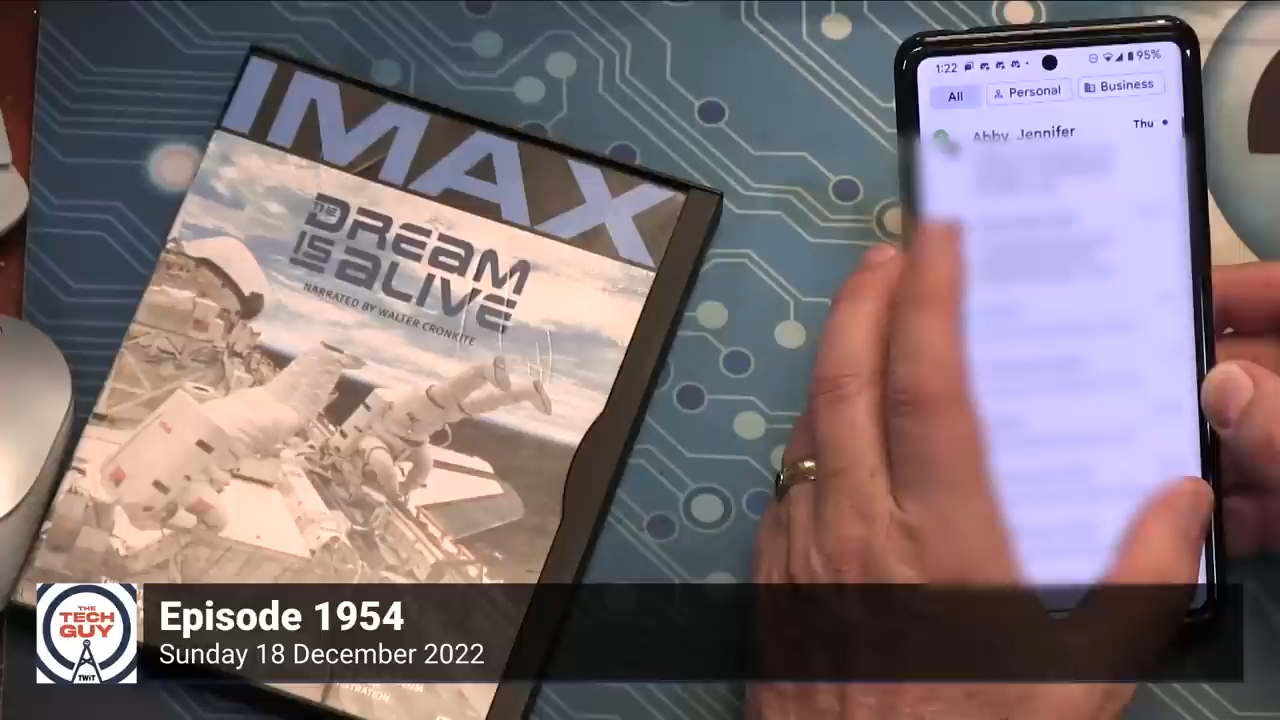 IMAX
THE
DREAM
IS ALIVE
NARRATED BY WALTER CRONKITE
1:22
95%
All
Personal
Business
Abby, Jennifer
Thu
THE
TECH
GUY
TWiT
Episode 1954
Sunday 18 December 2022